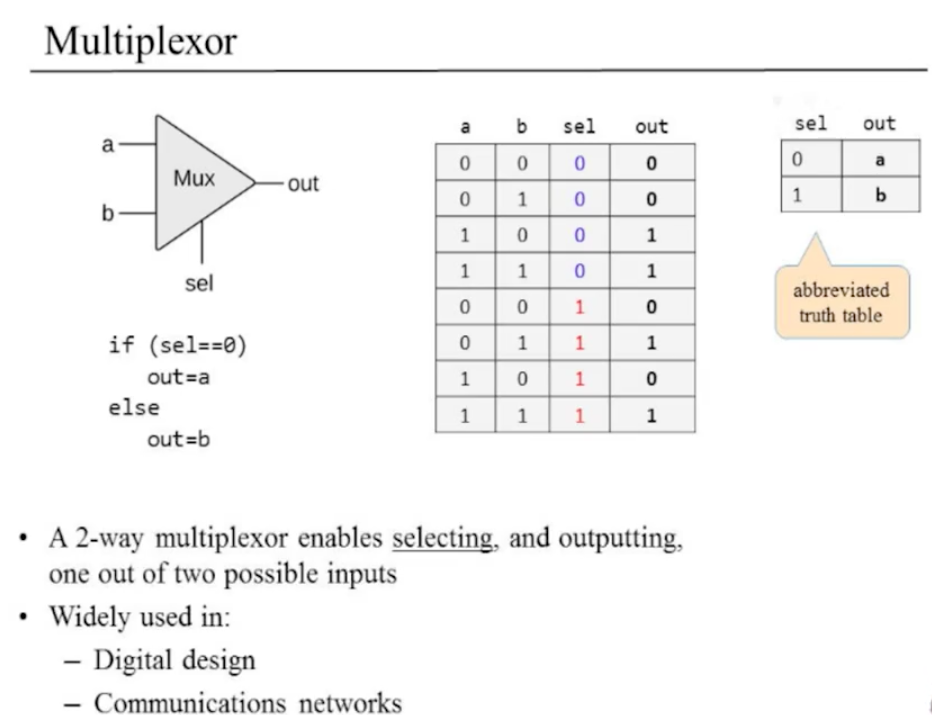 Multiplexor
a
Mux
out
b
sel
if (sel==0)
out=a
else
out=b
a b sel out
0 0 0 0
0 1 0 0
1 0 0 1
1 1 0 1
0 0 1 0
0 1 1 1
1 0 1 0
1 1 1 1
sel out
0 a
1 b
abbreviated
truth table
• A 2-way multiplexor enables selecting, and outputting,
one out of two possible inputs
• Widely used in:
– Digital design
– Communications networks